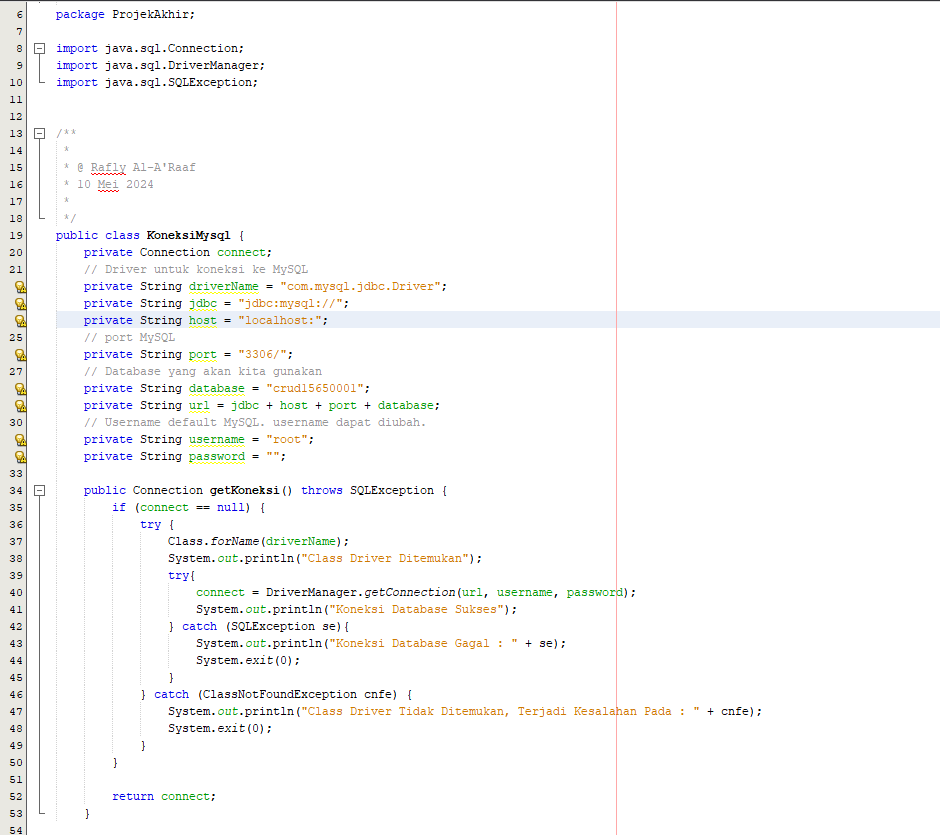 6 package ProjekAkhir;
7
8 import java.sql.Connection;
9 import java.sql.DriverManager;
10 import java.sql.SQLException;
11
12
13 /**
14 *
15 * @ Rafly Al-A'Raaf
16 * 10 Mei 2024
17 *
18 */
19 public class KoneksiMysql {
20 private Connection connect;
21 // Driver untuk koneksi ke MySQL
private String driverName = "com.mysql.jdbc.Driver";
private String jdbc = "jdbc:mysql://";
private String host = "localhost:";
25 // port MySQL
private String port = "3306/";
27 // Database yang akan kita gunakan
private String database = "crud15650001";
private String url = jdbc + host + port + database;
30 // Username default MySQL. username dapat diubah.
private String username = "root";
private String password = "";
33
34 public Connection getKoneksi() throws SQLException {
35 if (connect == null) {
36 try {
37 Class.forName(driverName);
38 System.out.println("Class Driver Ditemukan");
39 try{
40 connect = DriverManager.getConnection(url, username, password);
41 System.out.println("Koneksi Database Sukses");
42 } catch (SQLException se){
43 System.out.println("Koneksi Database Gagal : " + se);
44 System.exit(0);
45 }
46 } catch (ClassNotFoundException cnfe) {
47 System.out.println("Class Driver Tidak Ditemukan, Terjadi Kesalahan Pada : " + cnfe);
48 System.exit(0);
49 }
50 }
51
52 return connect;
53 }
54